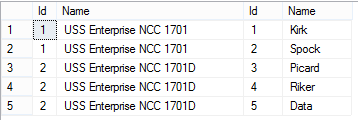 Id Name Id Name
1 1 USS Enterprise NCC 1701 1 Kirk
2 1 USS Enterprise NCC 1701 2 Spock
3 2 USS Enterprise NCC 1701D 3 Picard
4 2 USS Enterprise NCC 1701D 4 Riker
5 2 USS Enterprise NCC 1701D 5 Data